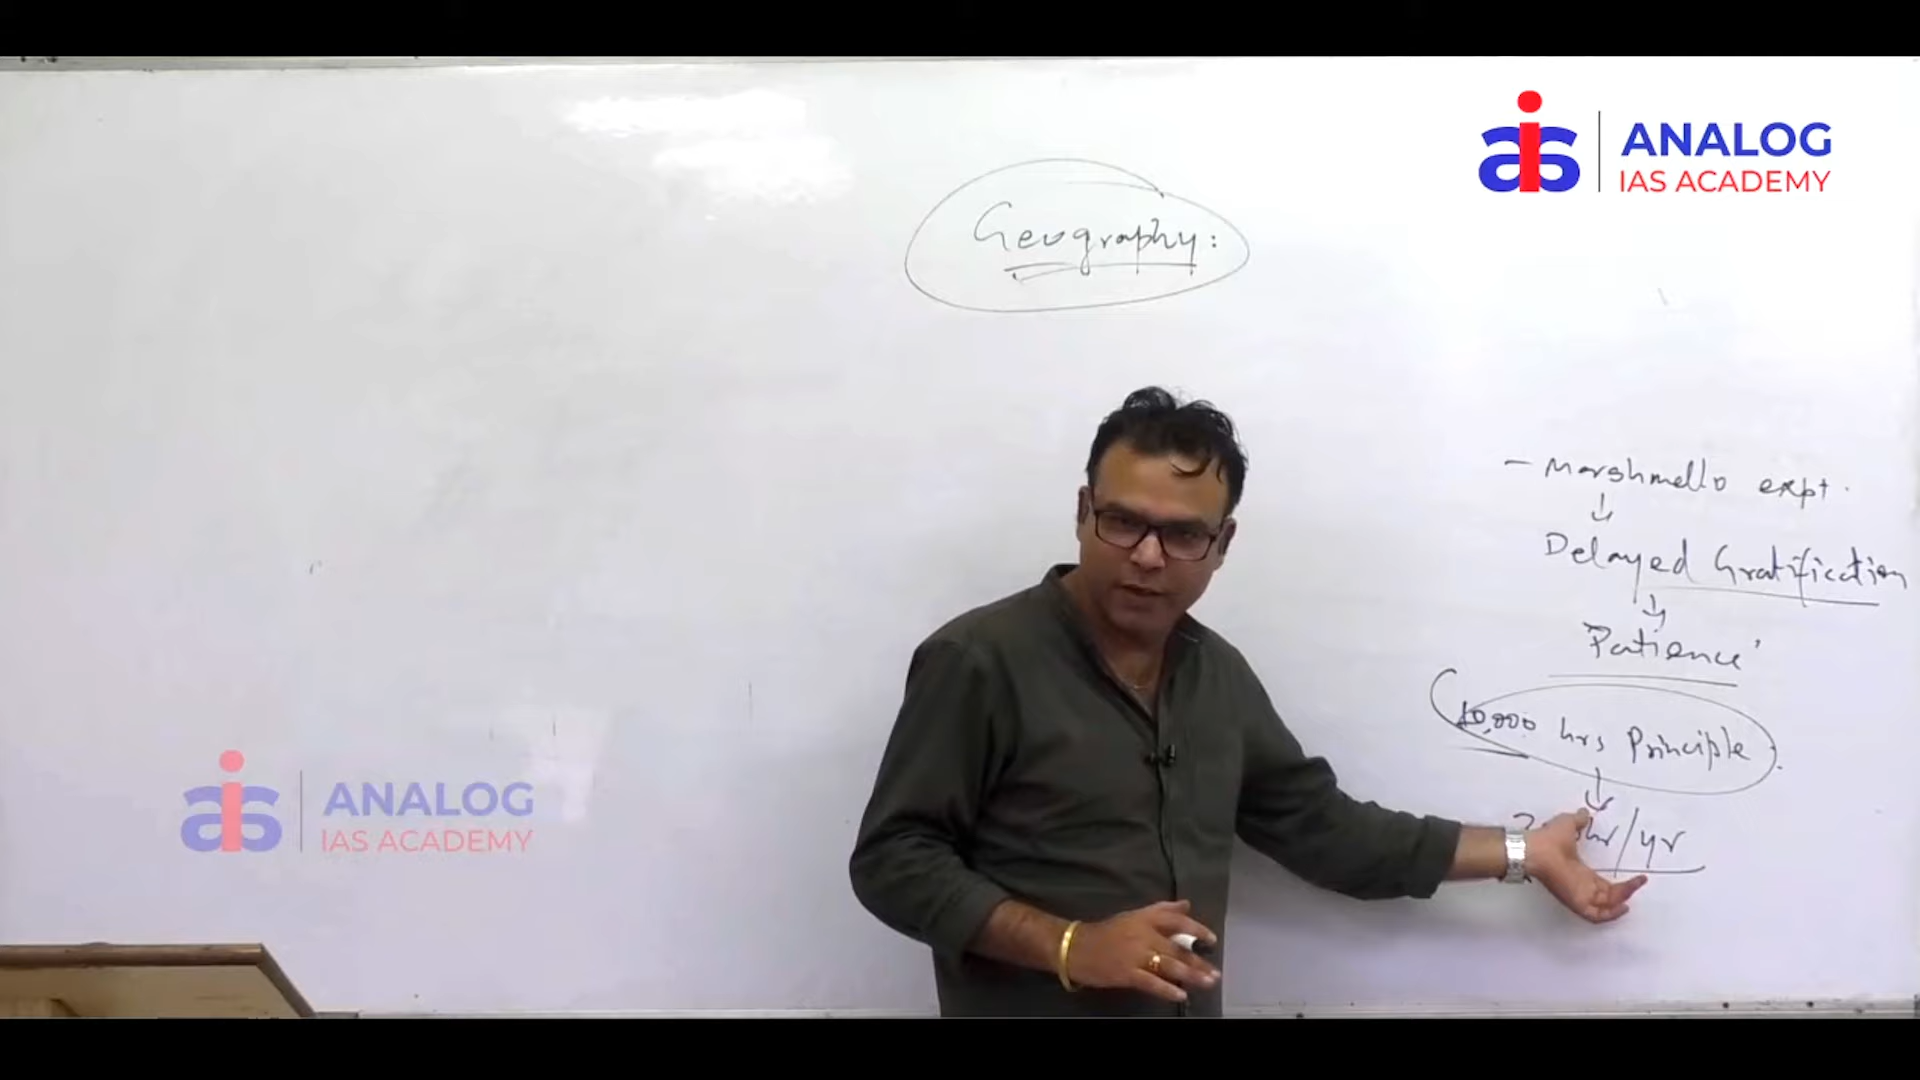 ANALOG
IAS ACADEMY
Geography:
- Marshmello expt.
Delayed Gratification
Patience
10,000 hrs Principle
hr/yr
ANALOG
IAS ACADEMY